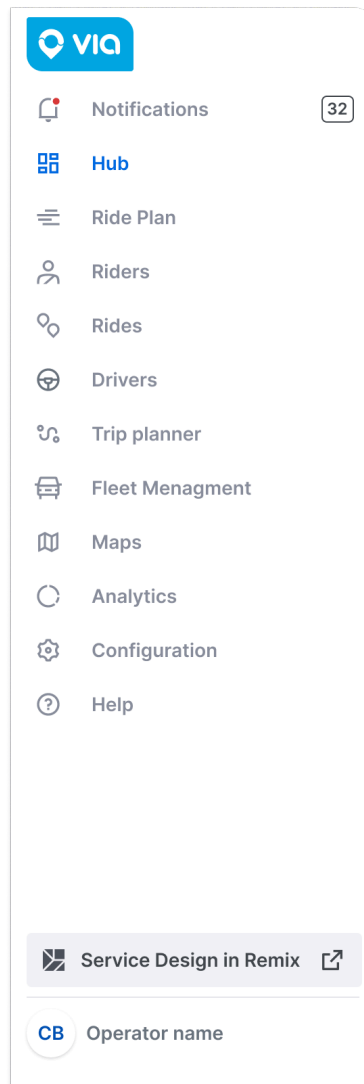 via
Notifications 32
Hub
Ride Plan
Riders
Rides
Drivers
Trip planner
Fleet Menagment
Maps
Analytics
Configuration
? Help
Service Design in Remix
CB Operator name